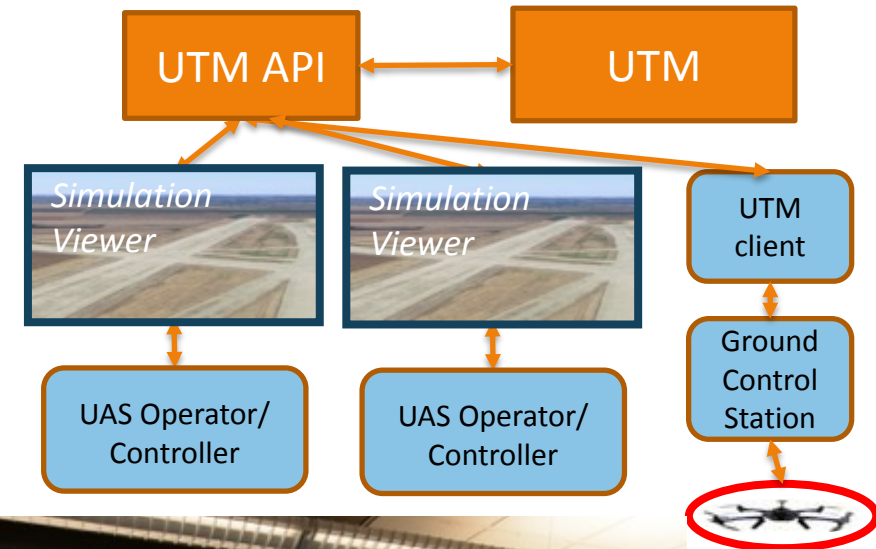 UTM API
UTM
Simulation
Viewer
Simulation
Viewer
UTM
client
Ground
Control
Station
UAS Operator/
Controller
UAS Operator/
Controller